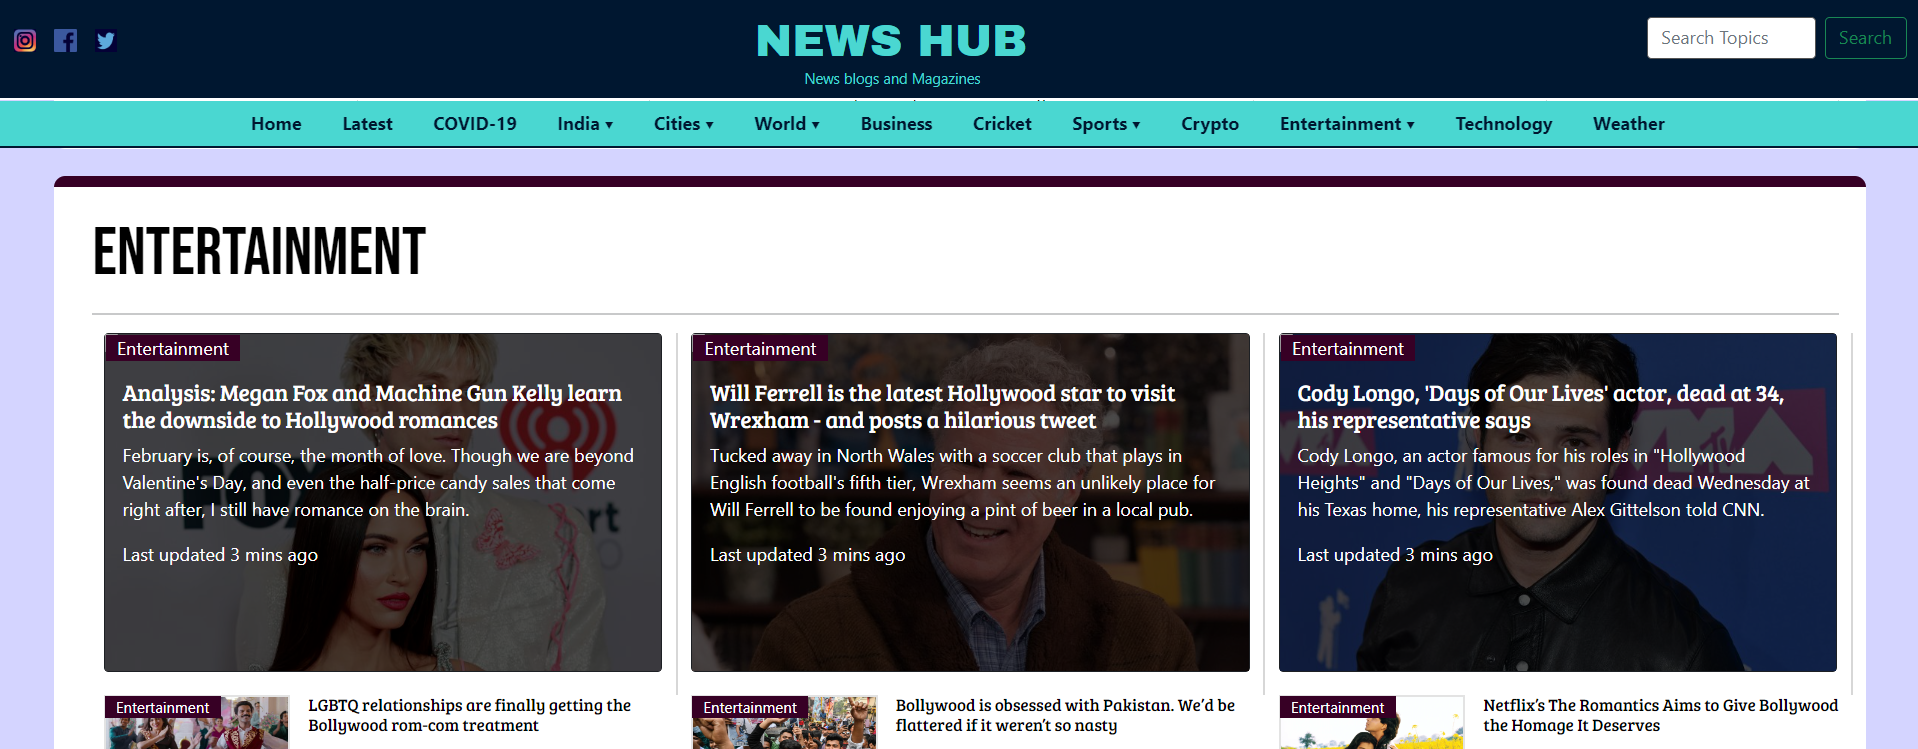 NEWS HUB
News blogs and Magazines
Search Topics
Search
Home Latest COVID-19 India ▾ Cities ▾ World ▾ Business Cricket Sports ▾ Crypto Entertainment ▾ Technology Weather
ENTERTAINMENT
Entertainment
Analysis: Megan Fox and Machine Gun Kelly learn
the downside to Hollywood romances
February is, of course, the month of love. Though we are beyond
Valentine's Day, and even the half-price candy sales that come
right after, I still have romance on the brain.
Last updated 3 mins ago
Entertainment
Will Ferrell is the latest Hollywood star to visit
Wrexham - and posts a hilarious tweet
Tucked away in North Wales with a soccer club that plays in
English football's fifth tier, Wrexham seems an unlikely place for
Will Ferrell to be found enjoying a pint of beer in a local pub.
Last updated 3 mins ago
Entertainment
Cody Longo, 'Days of Our Lives' actor, dead at 34,
his representative says
Cody Longo, an actor famous for his roles in "Hollywood
Heights" and "Days of Our Lives," was found dead Wednesday at
his Texas home, his representative Alex Gittelson told CNN.
Last updated 3 mins ago
Entertainment
LGBTQ relationships are finally getting the
Bollywood rom-com treatment
Entertainment
Bollywood is obsessed with Pakistan. We'd be
flattered if it weren't so nasty
Entertainment
Netflix's The Romantics Aims to Give Bollywood
the Homage It Deserves